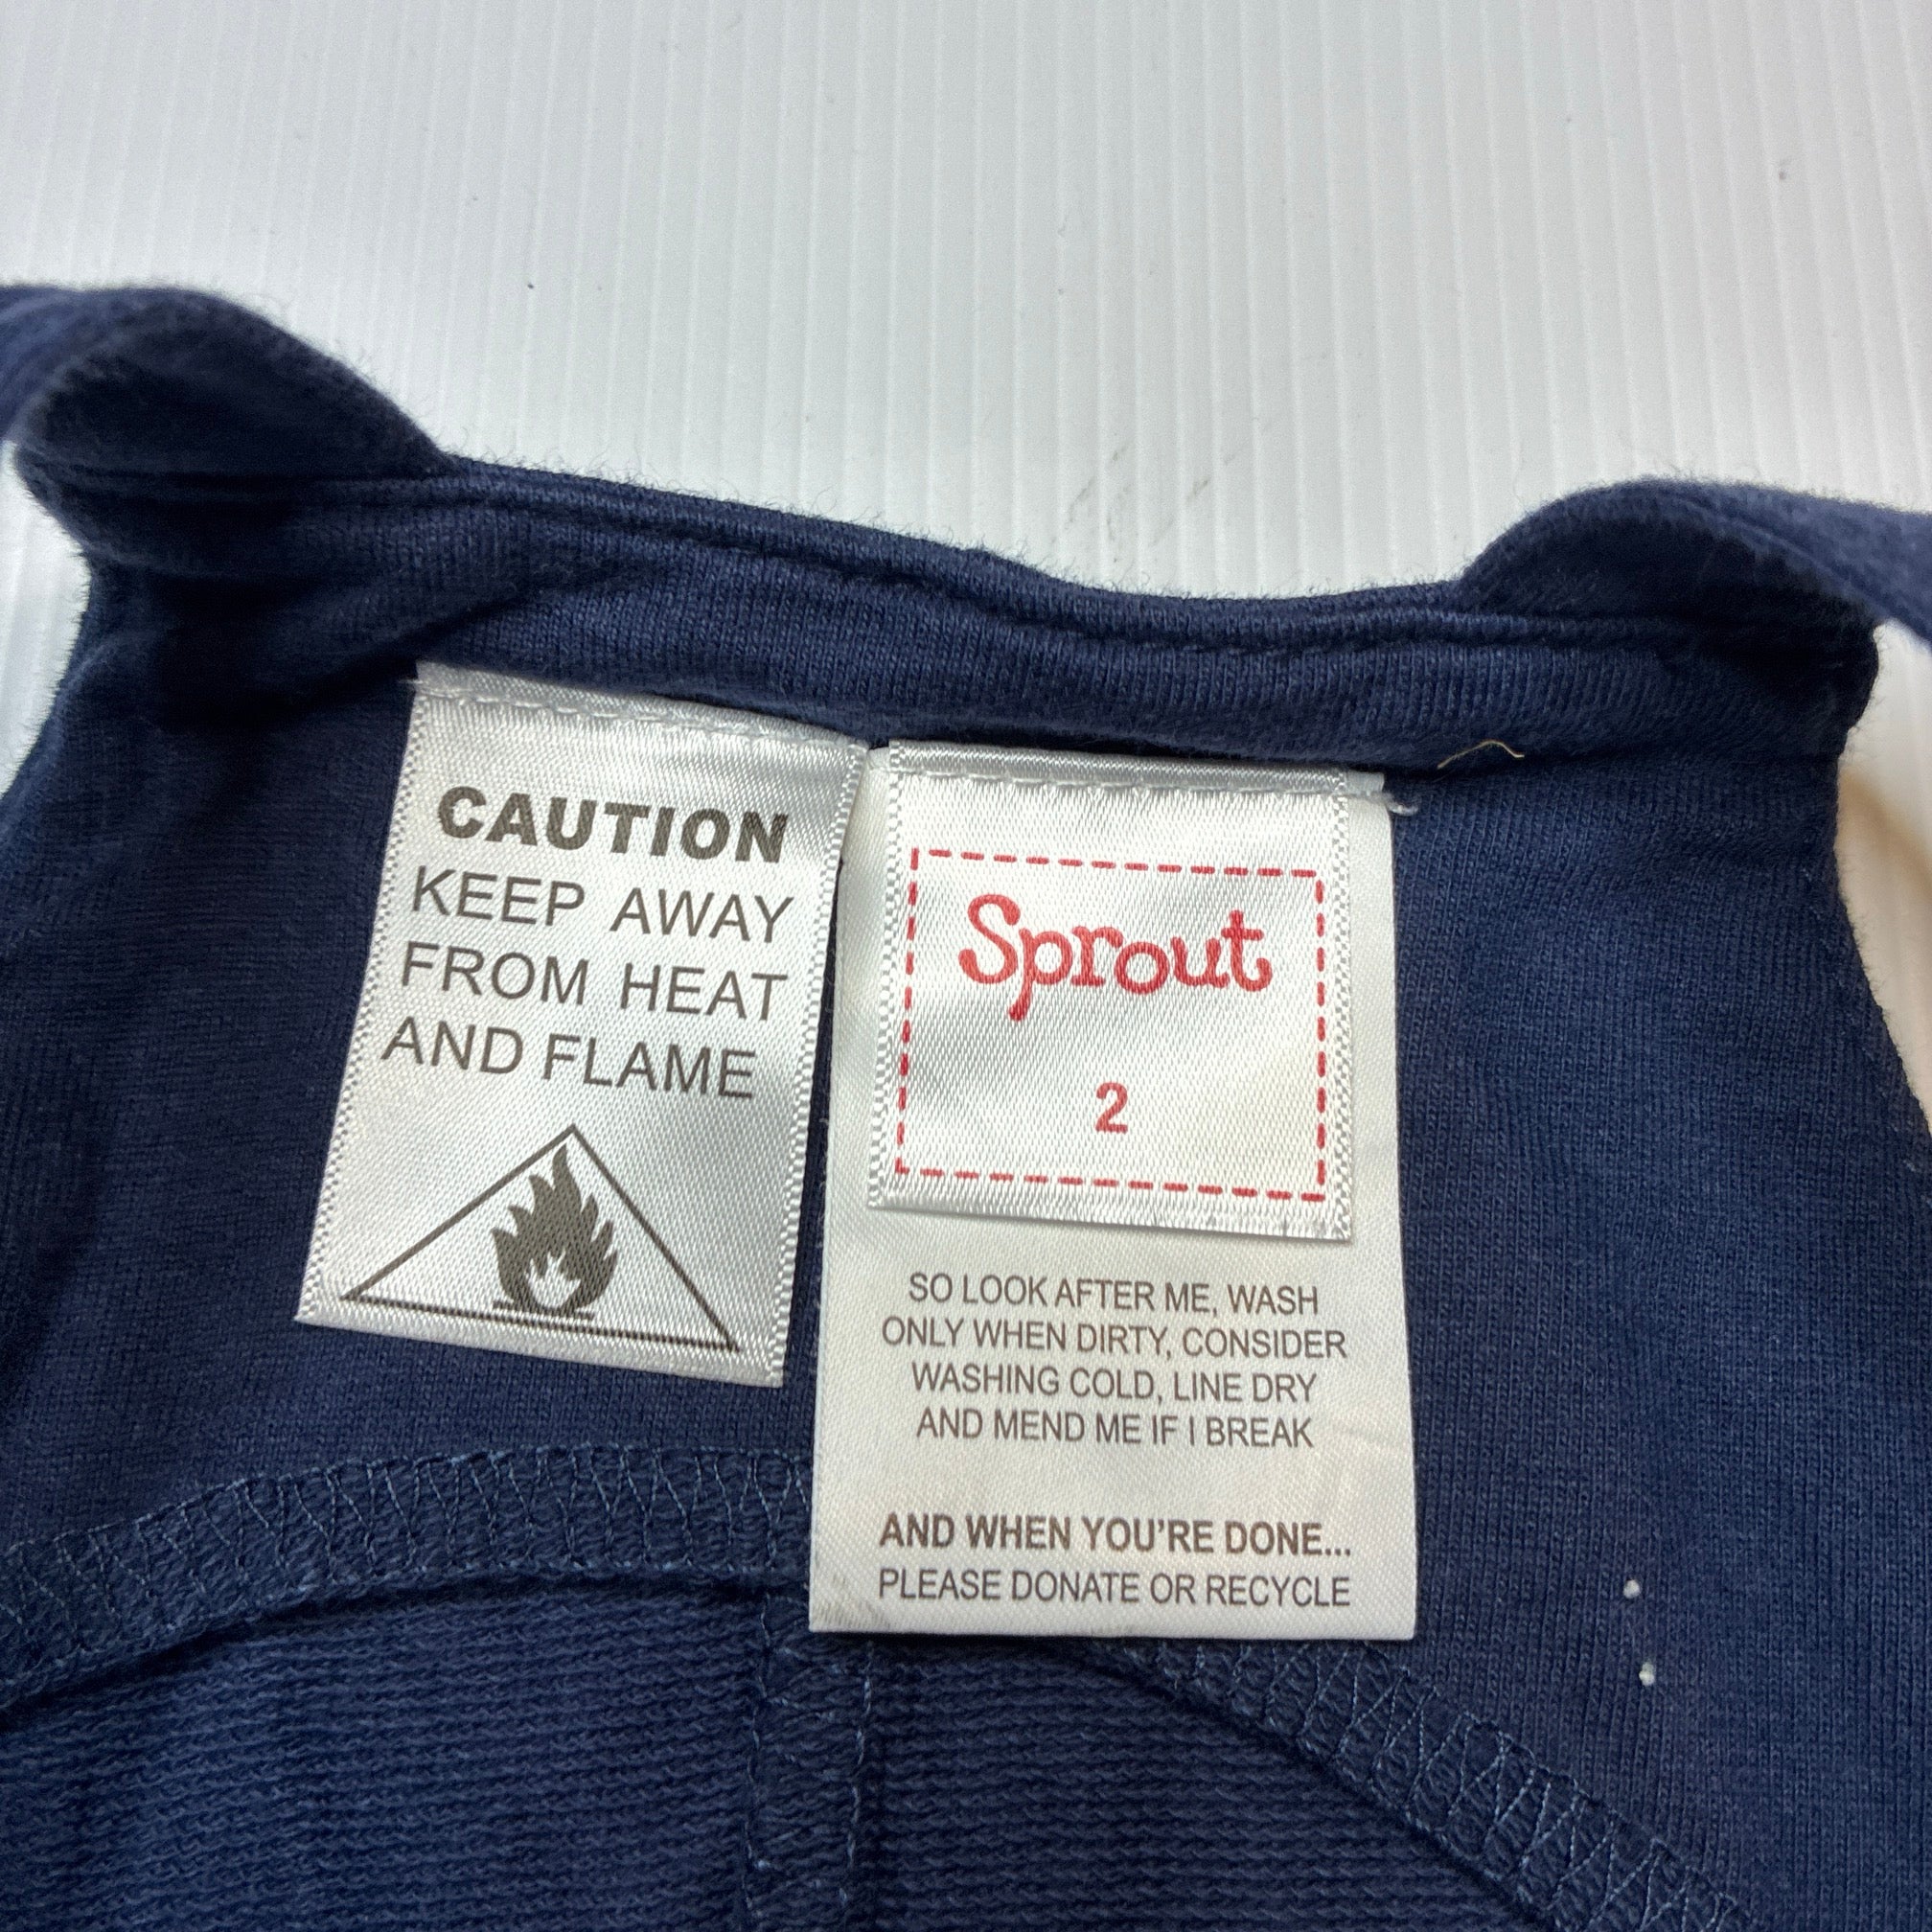 CAUTION
KEEP AWAY
FROM HEAT
AND FLAME
Sprout
2
SO LOOK AFTER ME, WASH
ONLY WHEN DIRTY, CONSIDER
WASHING COLD, LINE DRY
AND MEND ME IF I BREAK
AND WHEN YOU'RE DONE...
PLEASE DONATE OR RECYCLE